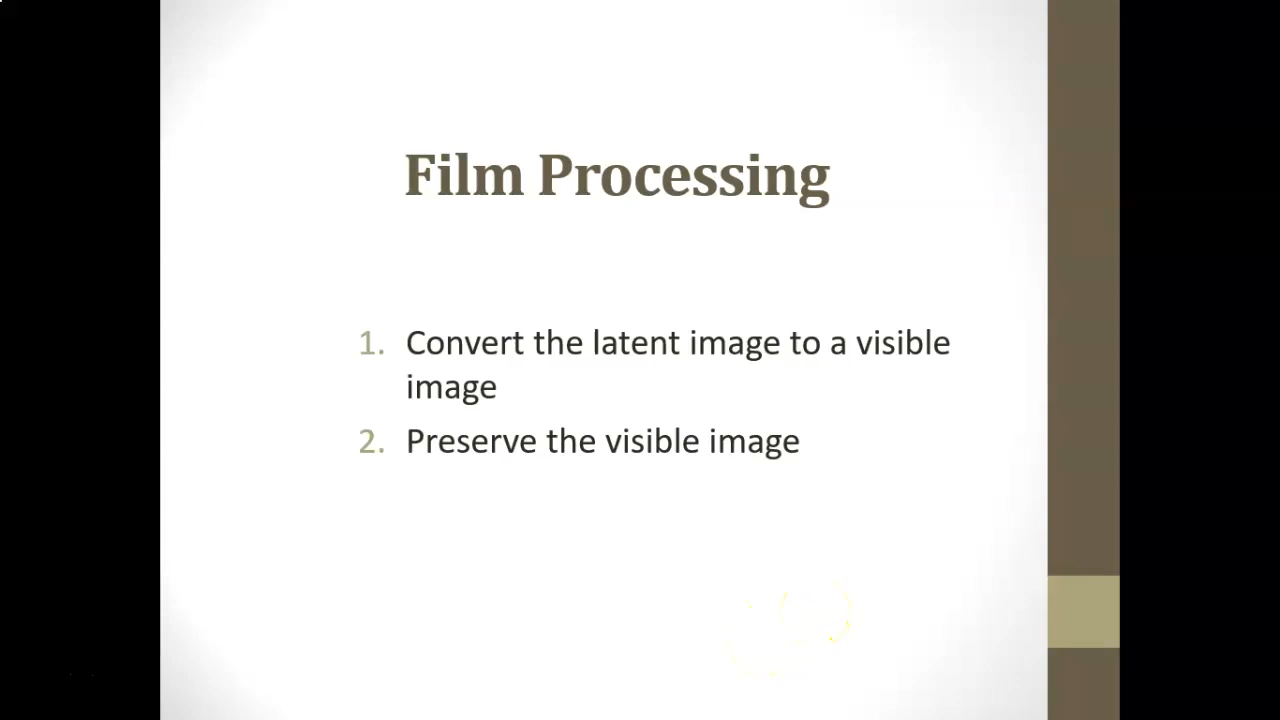 Film Processing
1. Convert the latent image to a visible
image
2. Preserve the visible image